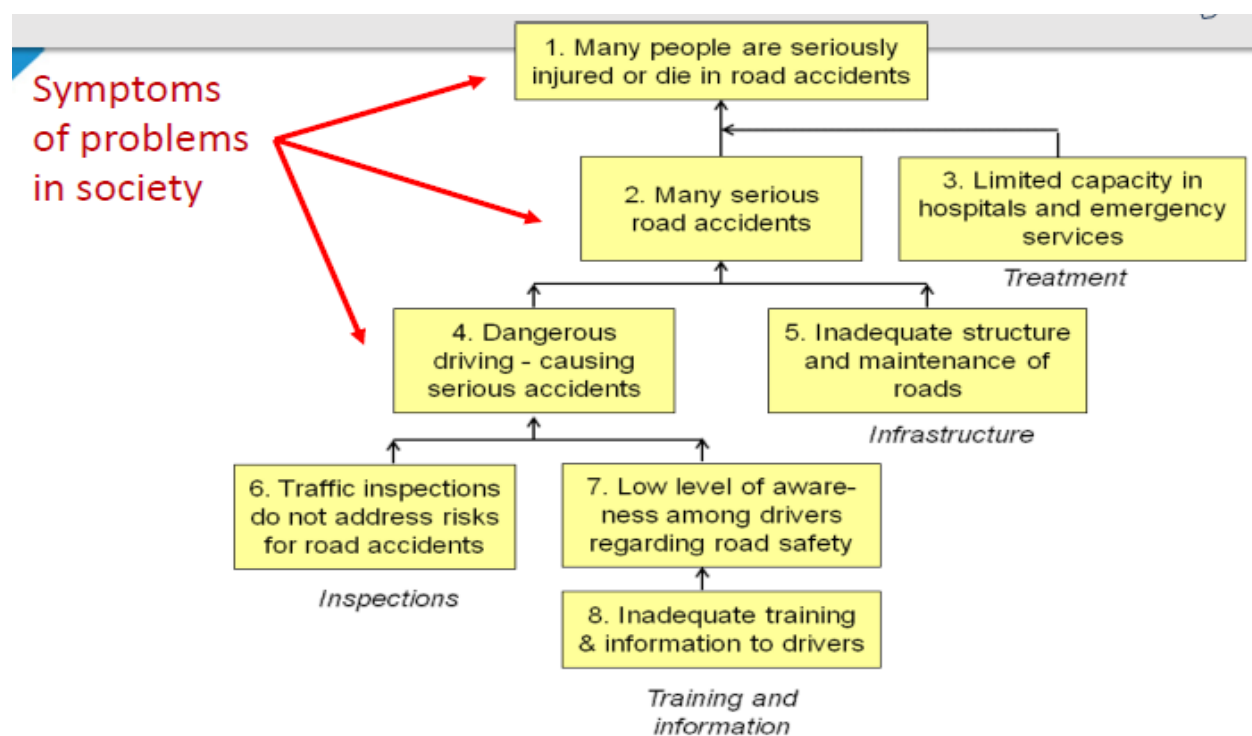 1. Many people are seriously
injured or die in road accidents
Symptoms
of problems
in society
2. Many serious
road accidents
3. Limited capacity in
hospitals and emergency
services
Treatment
4. Dangerous
driving - causing
serious accidents
5. Inadequate structure
and maintenance of
roads
Infrastructure
6. Traffic inspections
do not address risks
for road accidents
Inspections
7. Low level of aware-
ness among drivers
regarding road safety
8. Inadequate training
& information to drivers
Training and
information